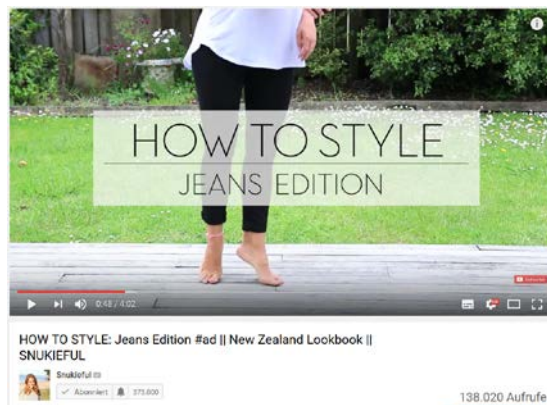 HOW TO STYLE
JEANS EDITION
0:48 / 4:02
HOW TO STYLE: Jeans Edition #ad || New Zealand Lookbook ||
SNUKIEFUL
Snukieful
Abonniert 373.600
138.020 Aufrufe